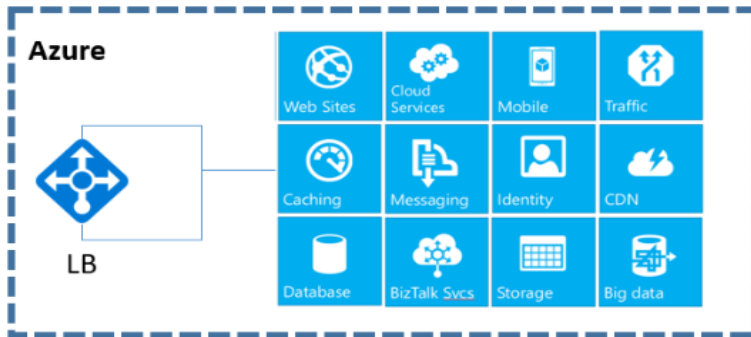 Azure
Web Sites
Cloud
Services
Mobile
Traffic
Caching
Messaging
Identity
CDN
LB
Database
BizTalk Svcs
Storage
Big data